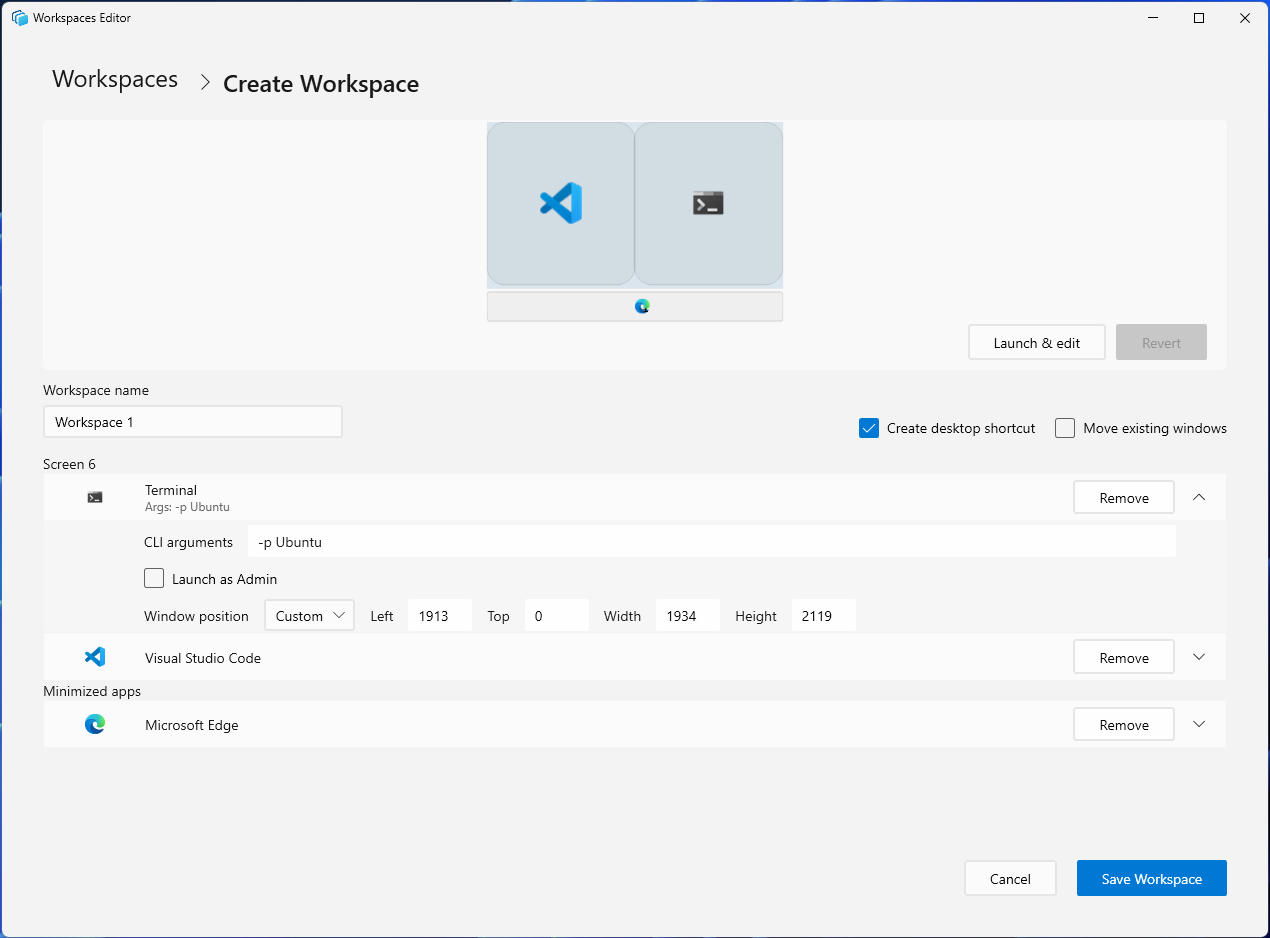 Workspaces Editor
Workspaces > Create Workspace
Launch & edit Revert
Workspace name
Workspace 1
Create desktop shortcut Move existing windows
Screen 6
Terminal
Args: -p Ubuntu
Remove
CLI arguments -p Ubuntu
Launch as Admin
Window position Custom Left 1913 Top 0 Width 1934 Height 2119
Visual Studio Code Remove
Minimized apps
Microsoft Edge Remove
Cancel Save Workspace